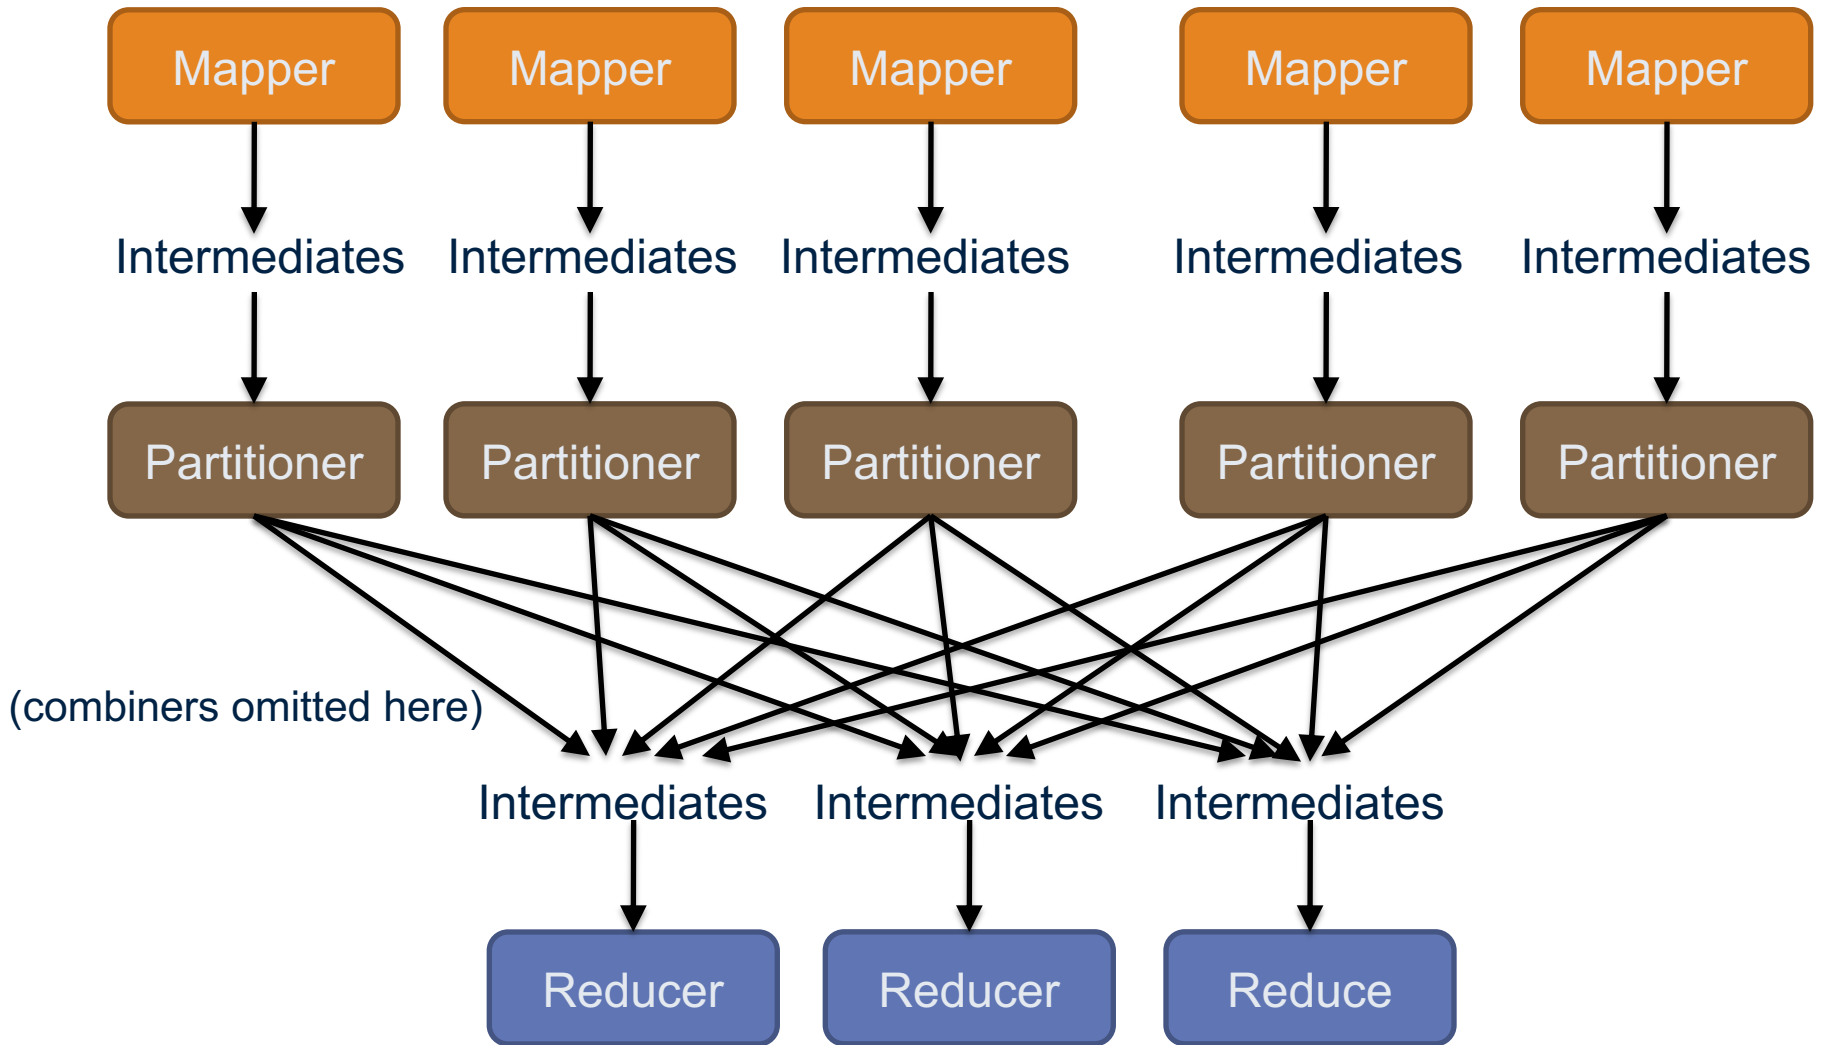 Mapper
Mapper
Mapper
Mapper
Mapper
Intermediates
Intermediates
Intermediates
Intermediates
Intermediates
Partitioner
Partitioner
Partitioner
Partitioner
Partitioner
(combiners omitted here)
Intermediates
Intermediates
Intermediates
Reducer
Reducer
Reduce